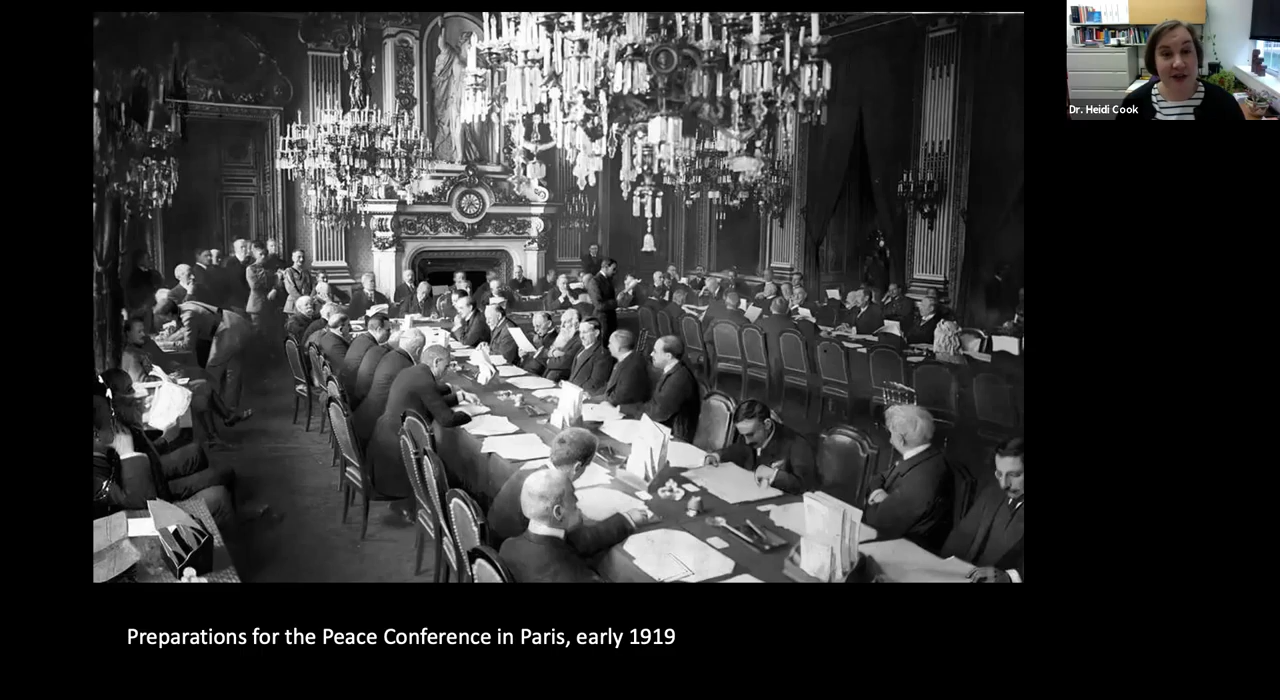 Dr. Heidi Cook
Preparations for the Peace Conference in Paris, early 1919